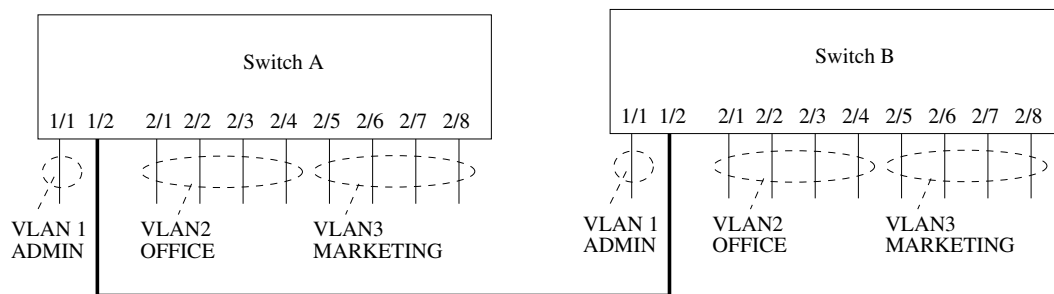 Switch A
1/1 1/2 2/1 2/2 2/3 2/4 2/5 2/6 2/7 2/8
VLAN 1
ADMIN
VLAN2
OFFICE
VLAN3
MARKETING
Switch B
1/1 1/2 2/1 2/2 2/3 2/4 2/5 2/6 2/7 2/8
VLAN 1
ADMIN
VLAN2
OFFICE
VLAN3
MARKETING